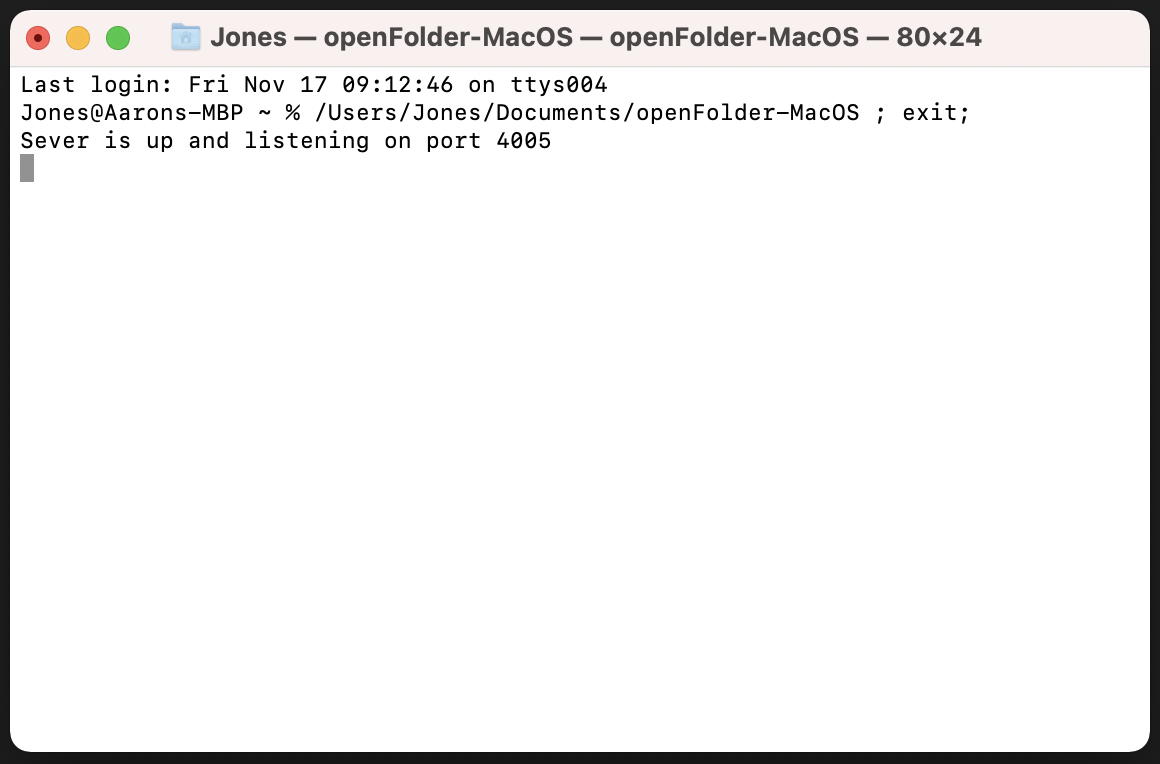 Jones — openFolder-MacOS — openFolder-MacOS — 80×24
Last login: Fri Nov 17 09:12:46 on ttys004
Jones@Aarons-MBP ~ % /Users/Jones/Documents/openFolder-MacOS ; exit;
Sever is up and listening on port 4005